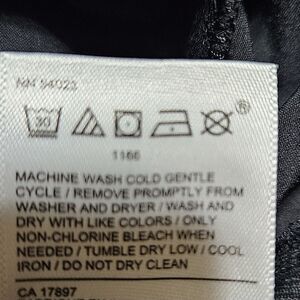 RN 54023
30
®
1166
MACHINE WASH COLD GENTLE
CYCLE / REMOVE PROMPTLY FROM
WASHER AND DRYER / WASH AND
DRY WITH LIKE COLORS / ONLY
NON-CHLORINE BLEACH WHEN
NEEDED / TUMBLE DRY LOW / COOL
IRON / DO NOT DRY CLEAN
CA 17897